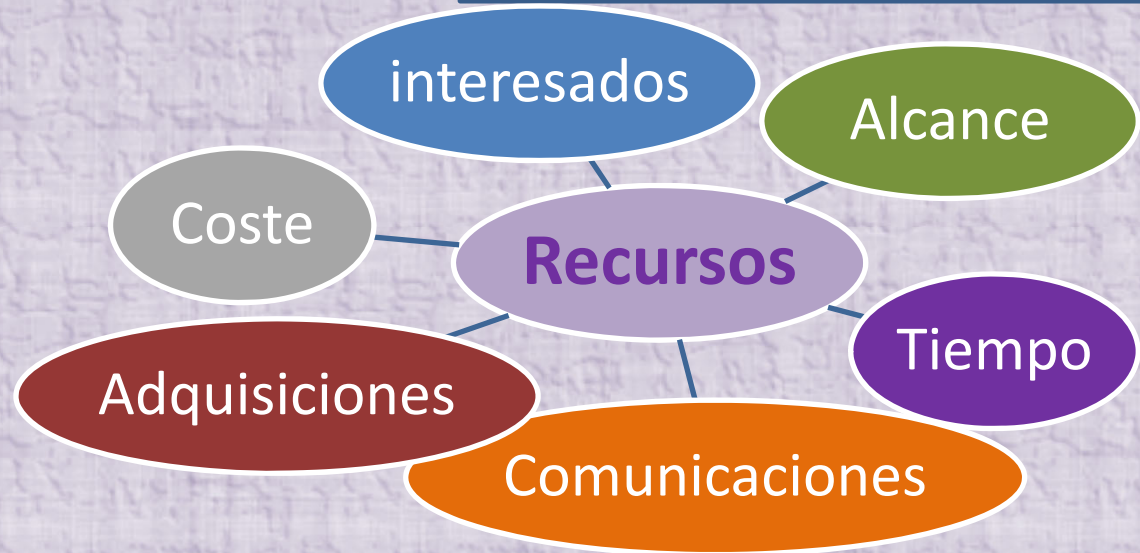 interesados
Alcance
Coste
Recursos
Tiempo
Adquisiciones
Comunicaciones